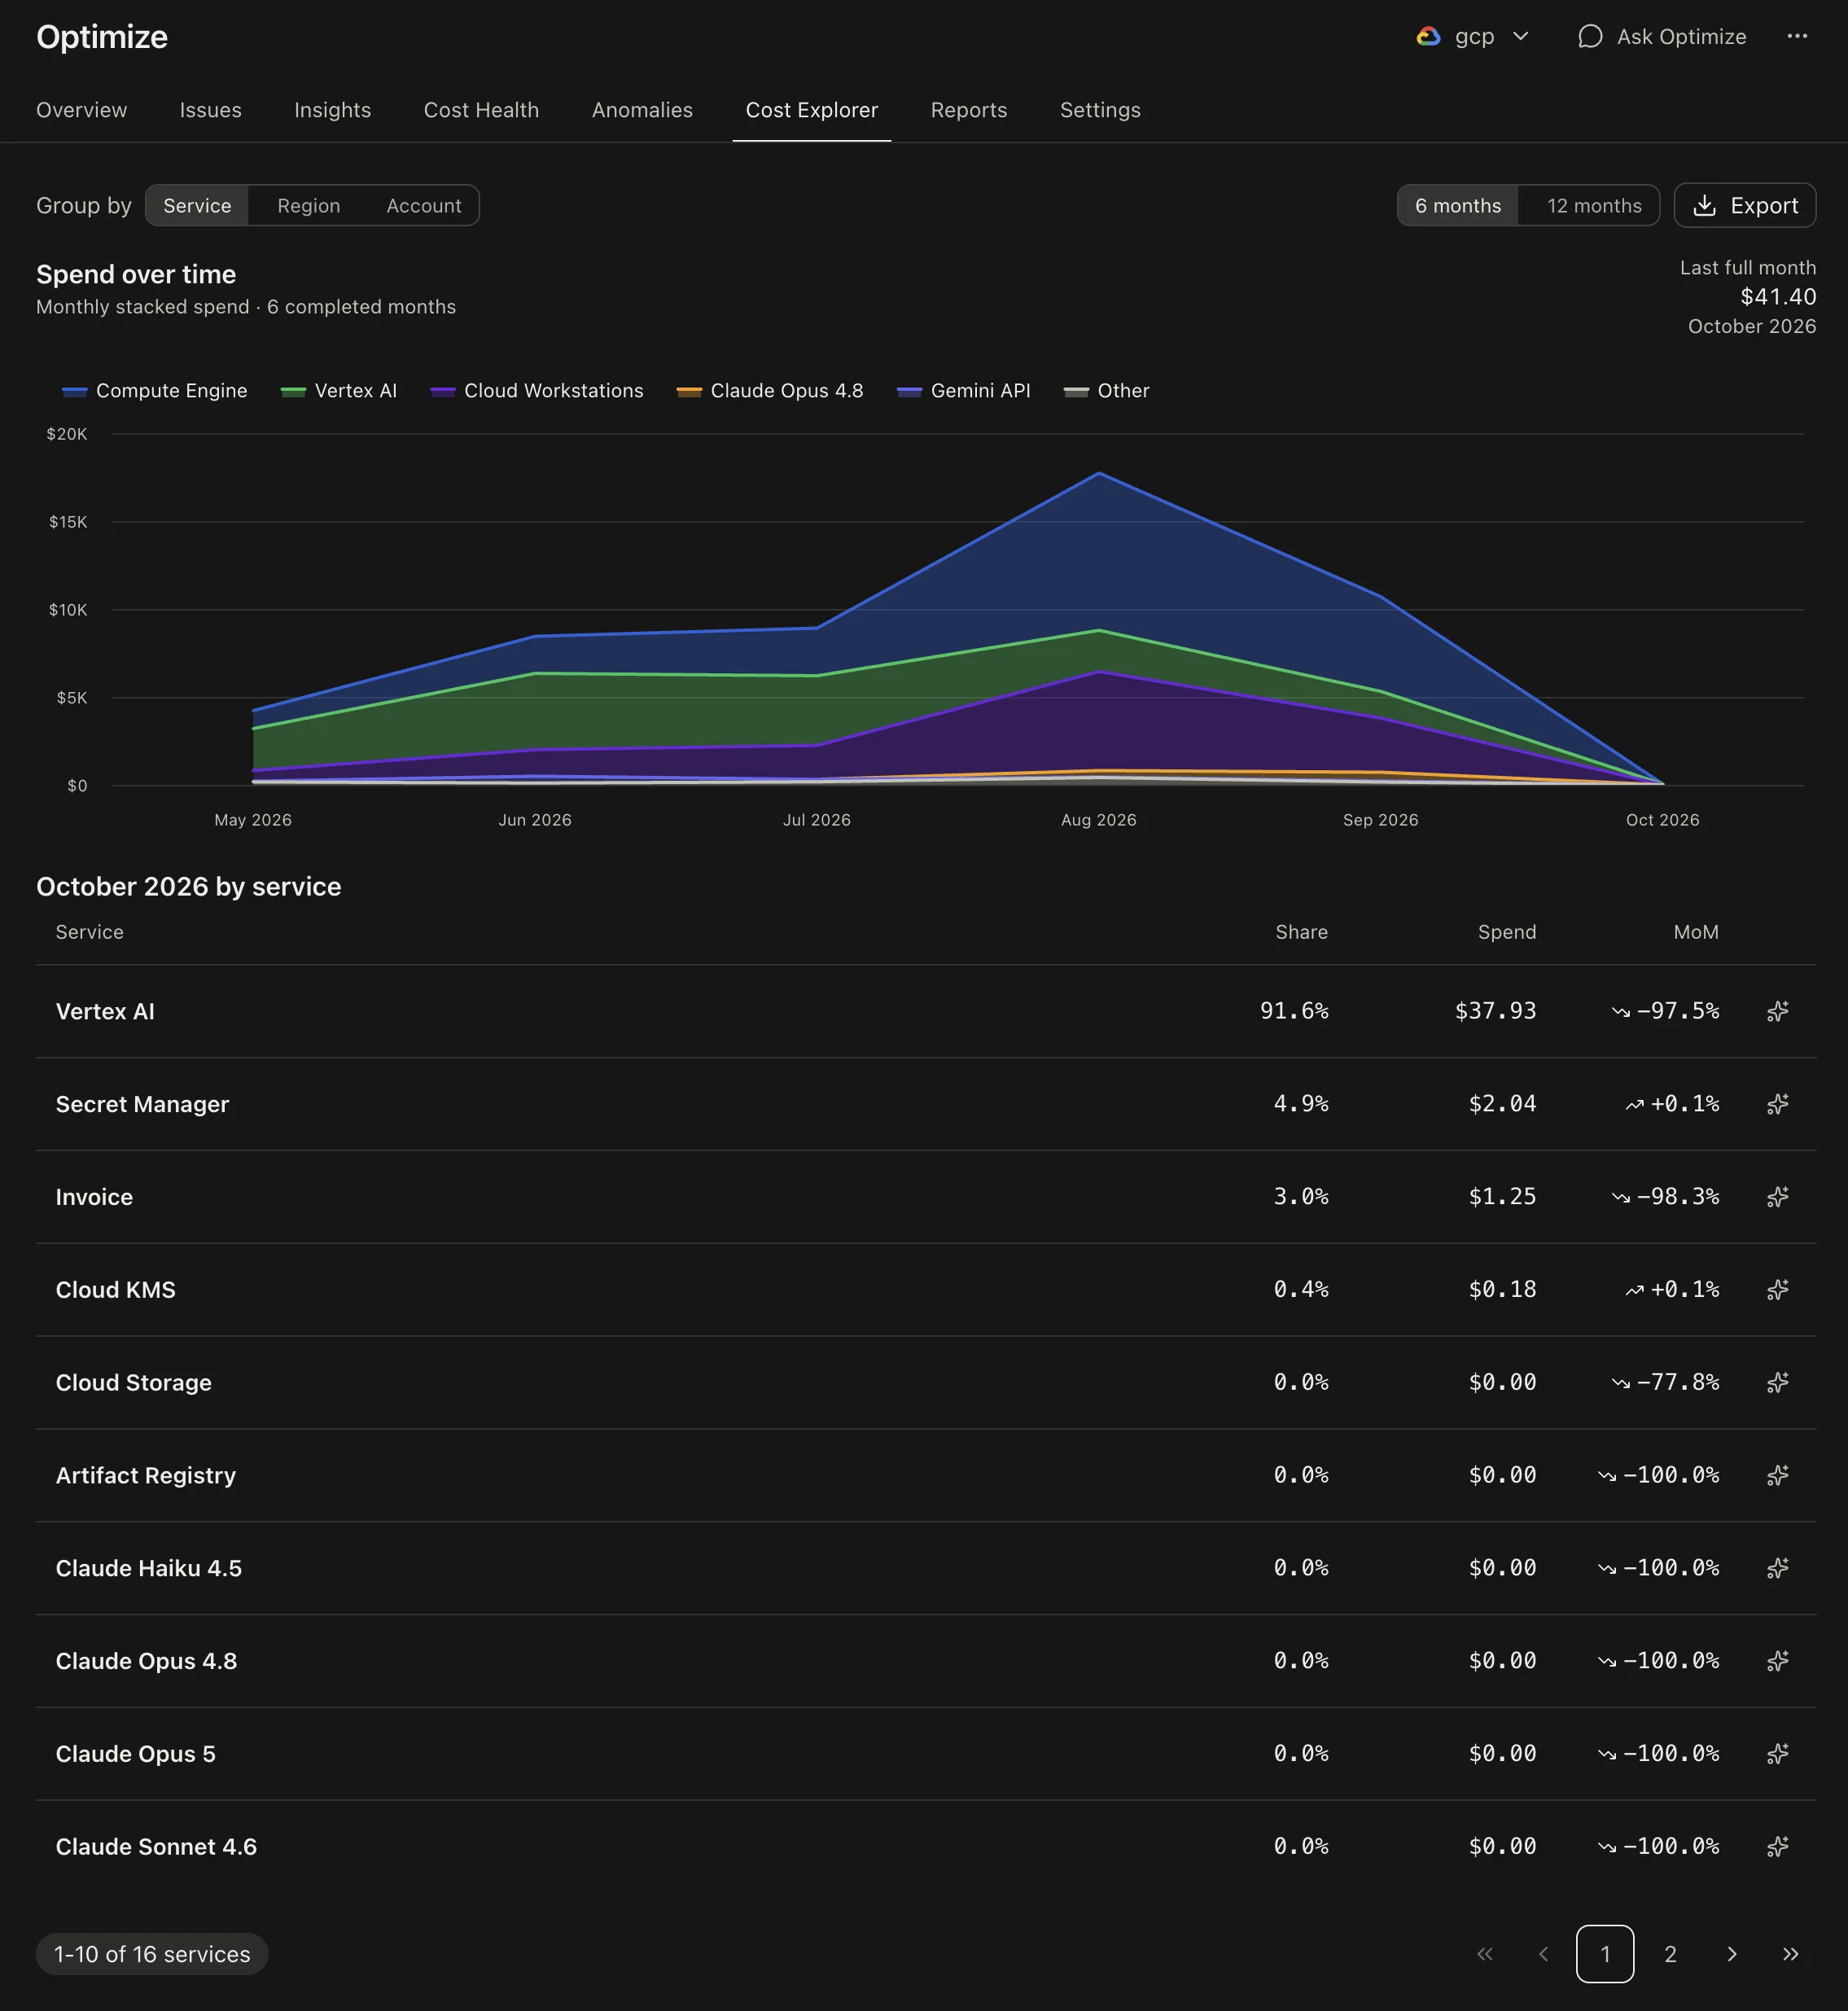 Optimize
gcp
Ask Optimize
Overview Issues Insights Cost Health Anomalies Cost Explorer Reports Settings
Group by Service Region Account
6 months 12 months Export
Spend over time
Monthly stacked spend · 6 completed months
Last full month
$41.40
October 2026
Compute Engine Vertex AI Cloud Workstations Claude Opus 4.8 Gemini API Other
$20K
$15K
$10K
$5K
$0
May 2026 Jun 2026 Jul 2026 Aug 2026 Sep 2026 Oct 2026
October 2026 by service
Service Share Spend MoM
Vertex AI 91.6% $37.93 −97.5%
Secret Manager 4.9% $2.04 +0.1%
Invoice 3.0% $1.25 −98.3%
Cloud KMS 0.4% $0.18 +0.1%
Cloud Storage 0.0% $0.00 −77.8%
Artifact Registry 0.0% $0.00 −100.0%
Claude Haiku 4.5 0.0% $0.00 −100.0%
Claude Opus 4.8 0.0% $0.00 −100.0%
Claude Opus 5 0.0% $0.00 −100.0%
Claude Sonnet 4.6 0.0% $0.00 −100.0%
1-10 of 16 services
1 2